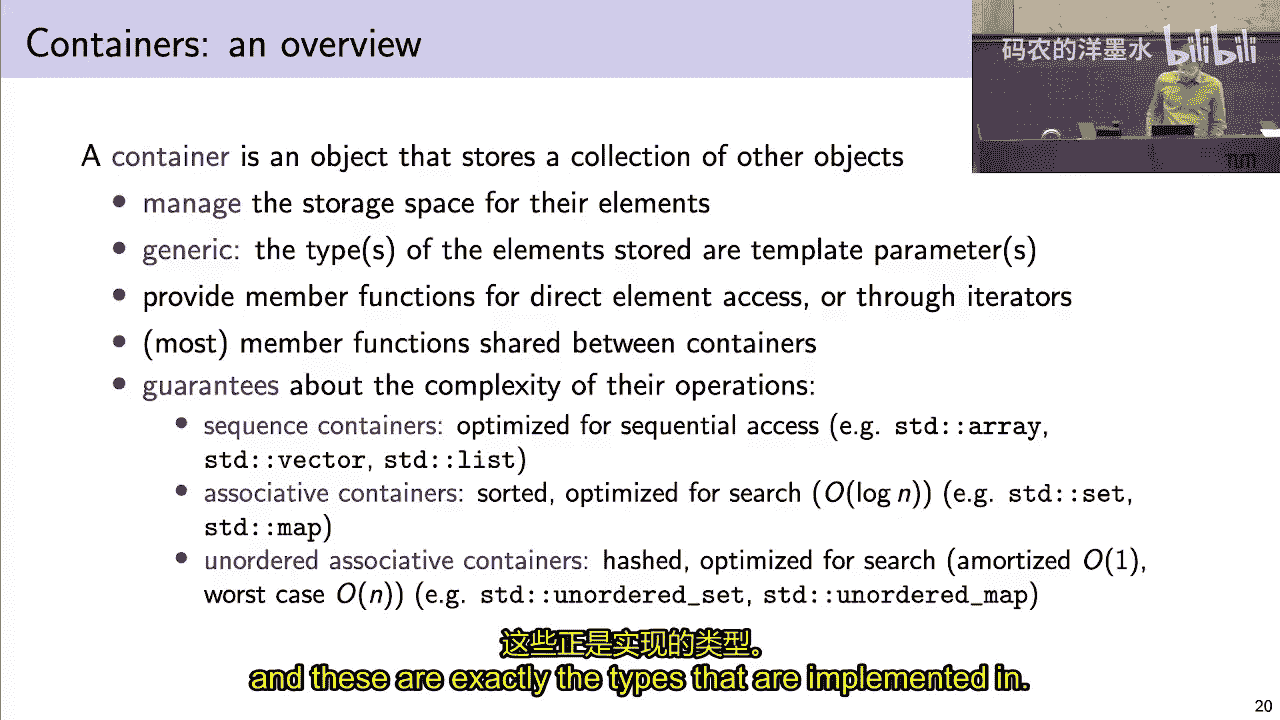 Containers: an overview
码农的洋墨水 bilibili
A container is an object that stores a collection of other objects
• manage the storage space for their elements
• generic: the type(s) of the elements stored are template parameter(s)
• provide member functions for direct element access, or through iterators
• (most) member functions shared between containers
• guarantees about the complexity of their operations:
• sequence containers: optimized for sequential access (e.g. std::array,
std::vector, std::list)
• associative containers: sorted, optimized for search (O(log n)) (e.g. std::set,
std::map)
• unordered associative containers: hashed, optimized for search (amortized O(1),
worst case O(n)) (e.g. std::unordered_set, std::unordered_map)
这些正是实现的类型。
and these are exactly the types that are implemented in.
20